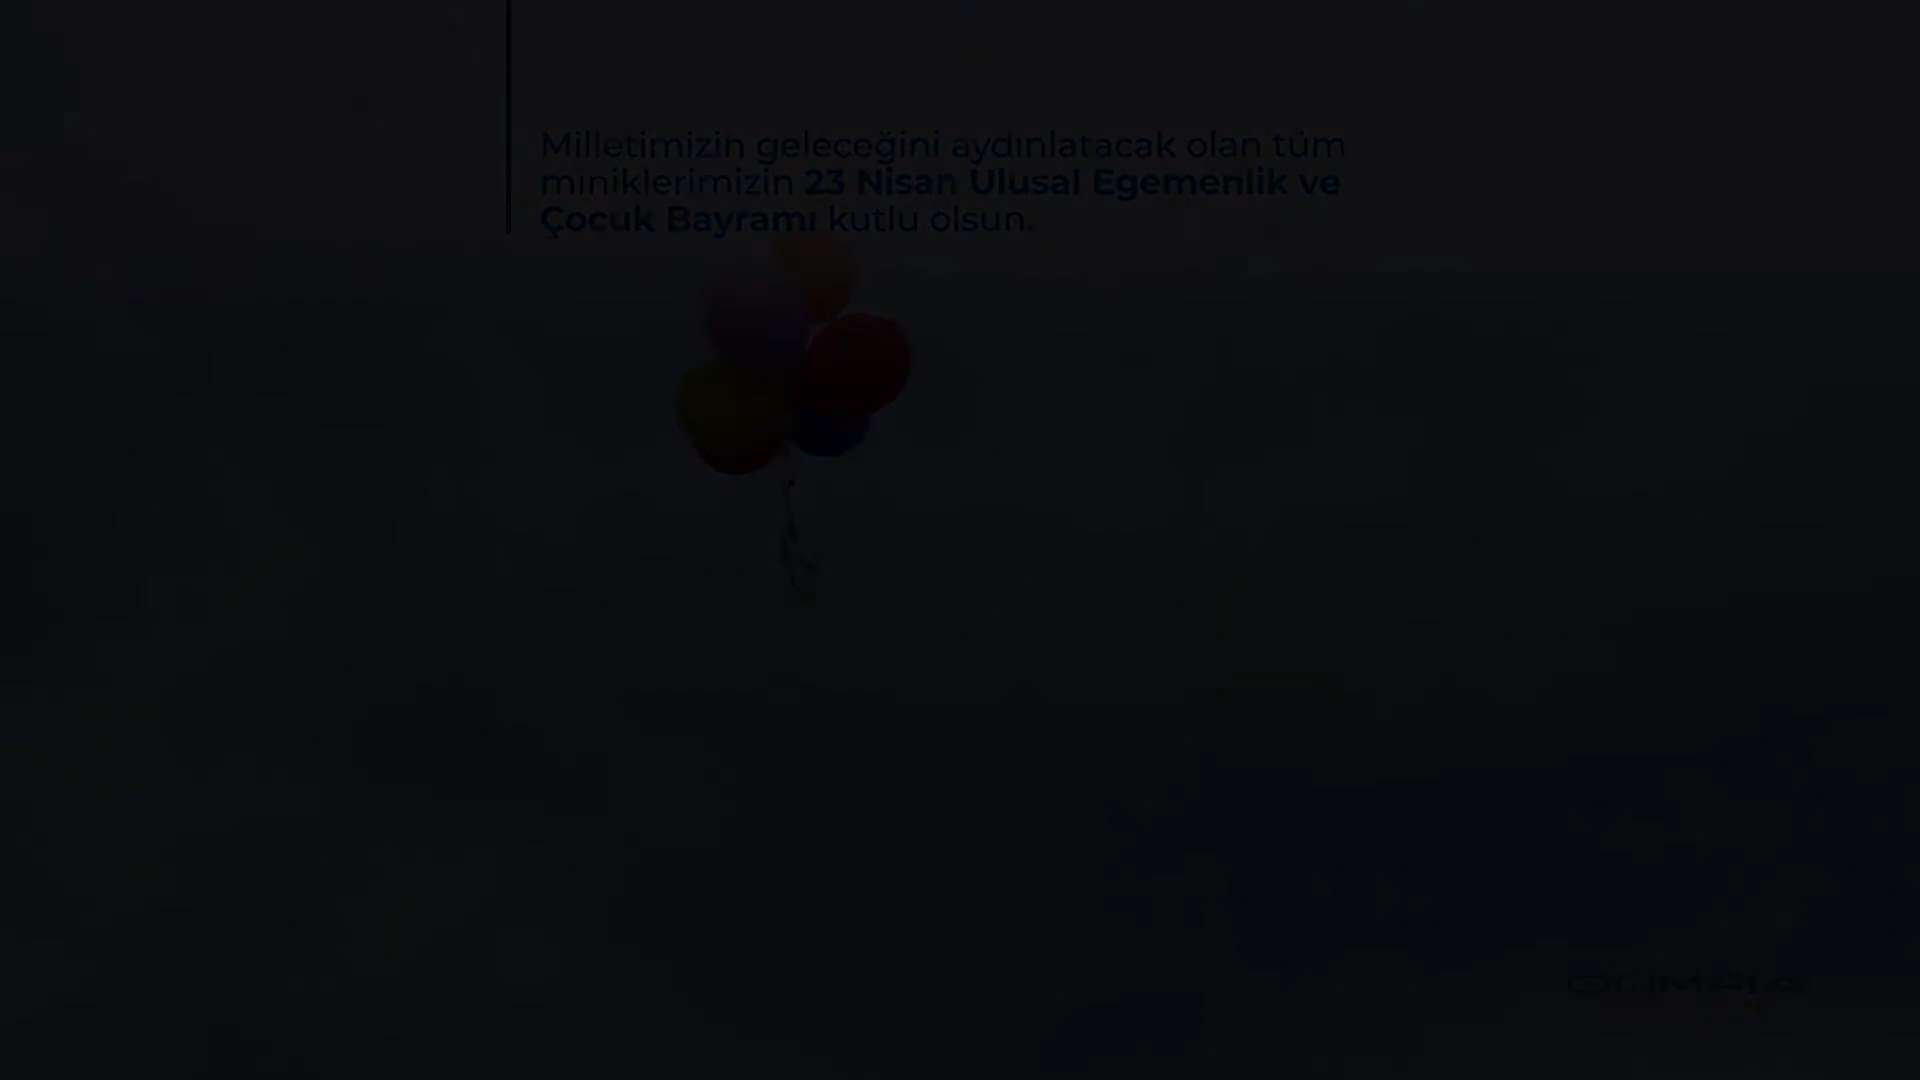 Milletimizin geleceğini aydınlatacak olan tüm
miniklerimizin 23 Nisan Ulusal Egemenlik ve
Çocuk Bayramı kutlu olsun.